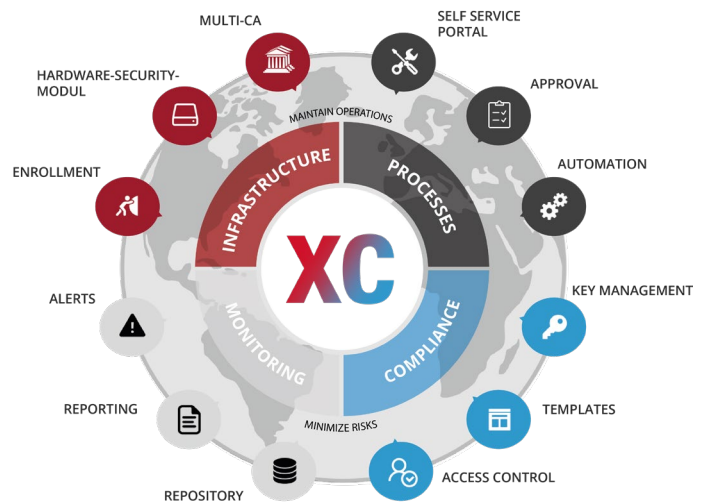 MULTI-CA
SELF SERVICE
PORTAL
HARDWARE-SECURITY-
MODUL
APPROVAL
MAINTAIN OPERATIONS
ENROLLMENT
AUTOMATION
INFRASTRUCTURE
PROCESSES
XC
ALERTS
KEY MANAGEMENT
MONITORING
COMPLIANCE
REPORTING
TEMPLATES
MINIMIZE RISKS
REPOSITORY
ACCESS CONTROL